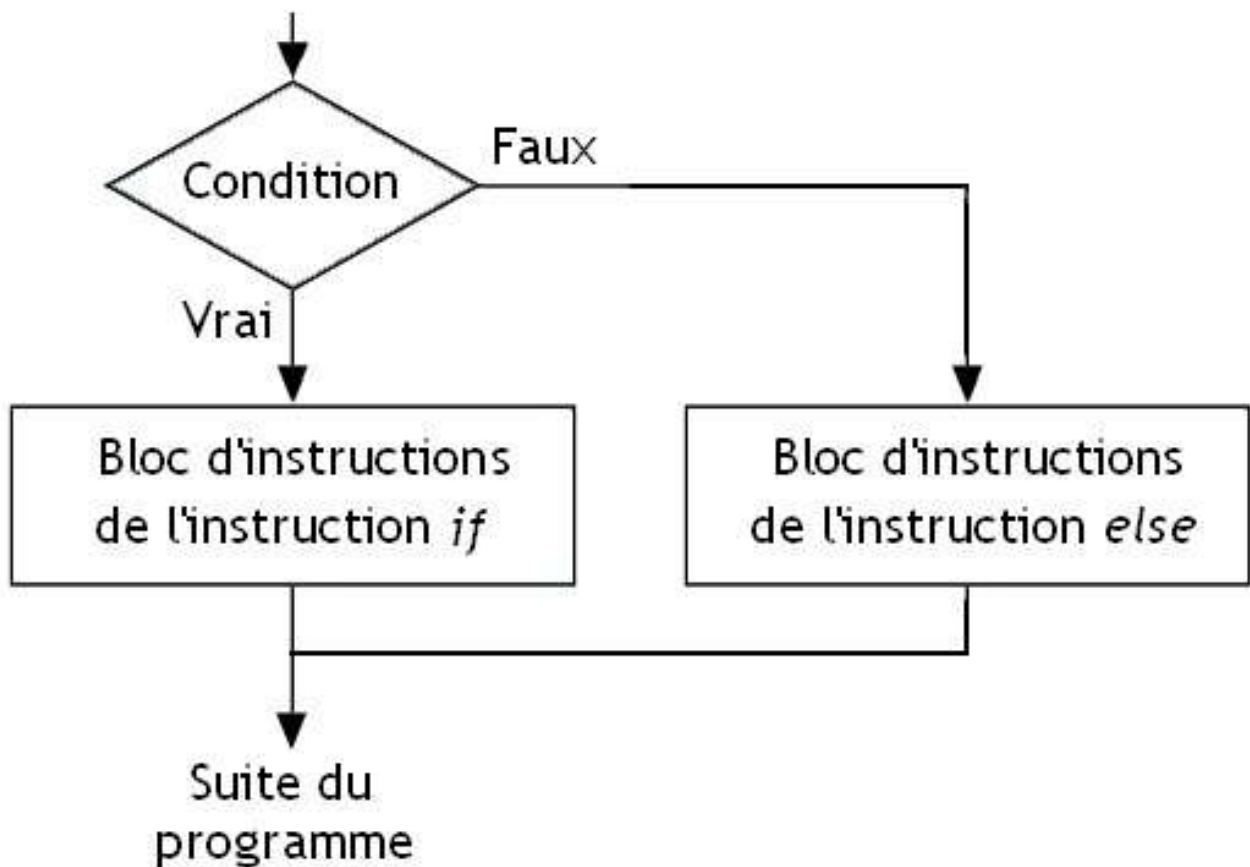 Condition
Faux
Vrai
Bloc d'instructions
de l'instruction if
Bloc d'instructions
de l'instruction else
Suite du
programme